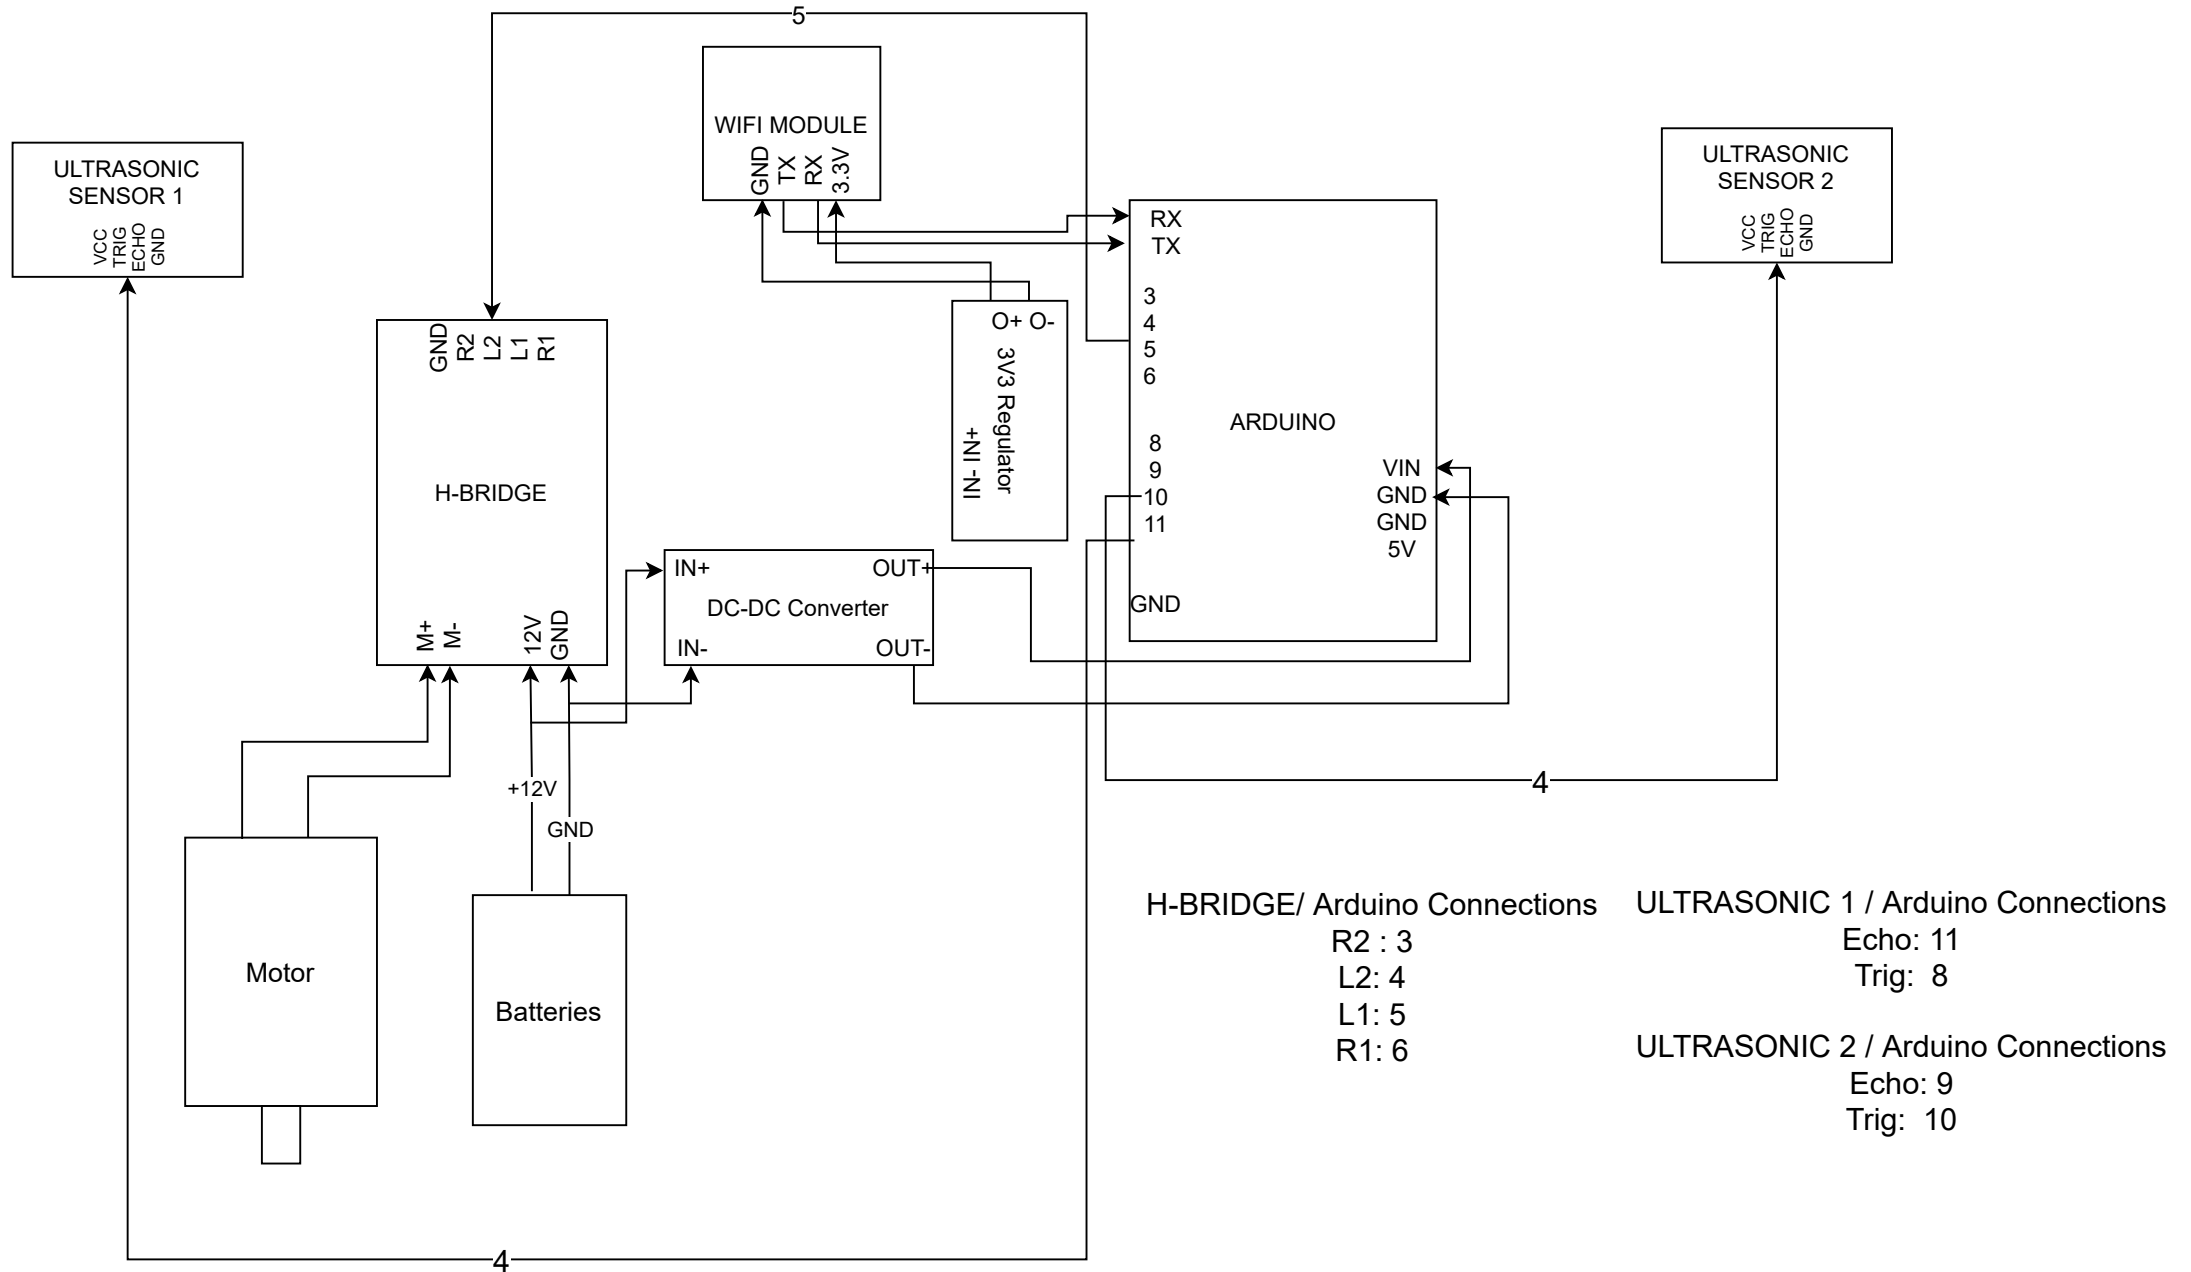 5
WIFI MODULE
GND
TX
RX
3.3V
ULTRASONIC
SENSOR 1
VCC
TRIG
ECHO
GND
ULTRASONIC
SENSOR 2
VCC
TRIG
ECHO
GND
GND
R2
L2
L1
R1
H-BRIDGE
M+
M-
12V
GND
O+ O-
3V3 Regulator
IN- IN+
RX
TX
3
4
5
6
8
9
10
11
GND
ARDUINO
VIN
GND
GND
5V
IN+
OUT+
DC-DC Converter
IN-
OUT-
+12V
GND
4
Motor
Batteries
H-BRIDGE/ Arduino Connections
R2 : 3
L2: 4
L1: 5
R1: 6
ULTRASONIC 1 / Arduino Connections
Echo: 11
Trig: 8
ULTRASONIC 2 / Arduino Connections
Echo: 9
Trig: 10
4